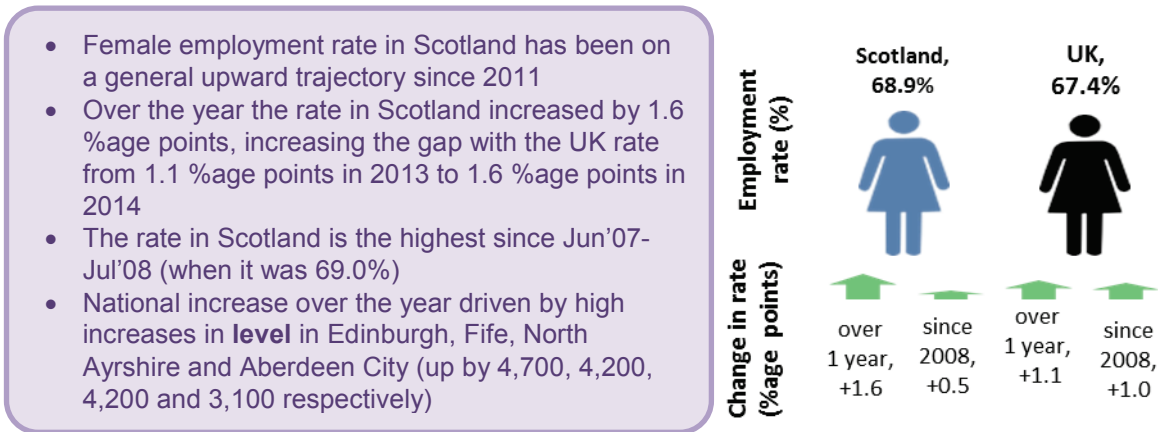 • Female employment rate in Scotland has been on
a general upward trajectory since 2011
• Over the year the rate in Scotland increased by 1.6
%age points, increasing the gap with the UK rate
from 1.1 %age points in 2013 to 1.6 %age points in
2014
• The rate in Scotland is the highest since Jun'07-
Jul'08 (when it was 69.0%)
• National increase over the year driven by high
increases in level in Edinburgh, Fife, North
Ayrshire and Aberdeen City (up by 4,700, 4,200,
4,200 and 3,100 respectively)
Employment
rate (%)
Scotland,
68.9%
UK,
67.4%
Change in rate
(%age points)
over
1 year,
+1.6
since
2008,
+0.5
over
1 year,
+1.1
since
2008,
+1.0